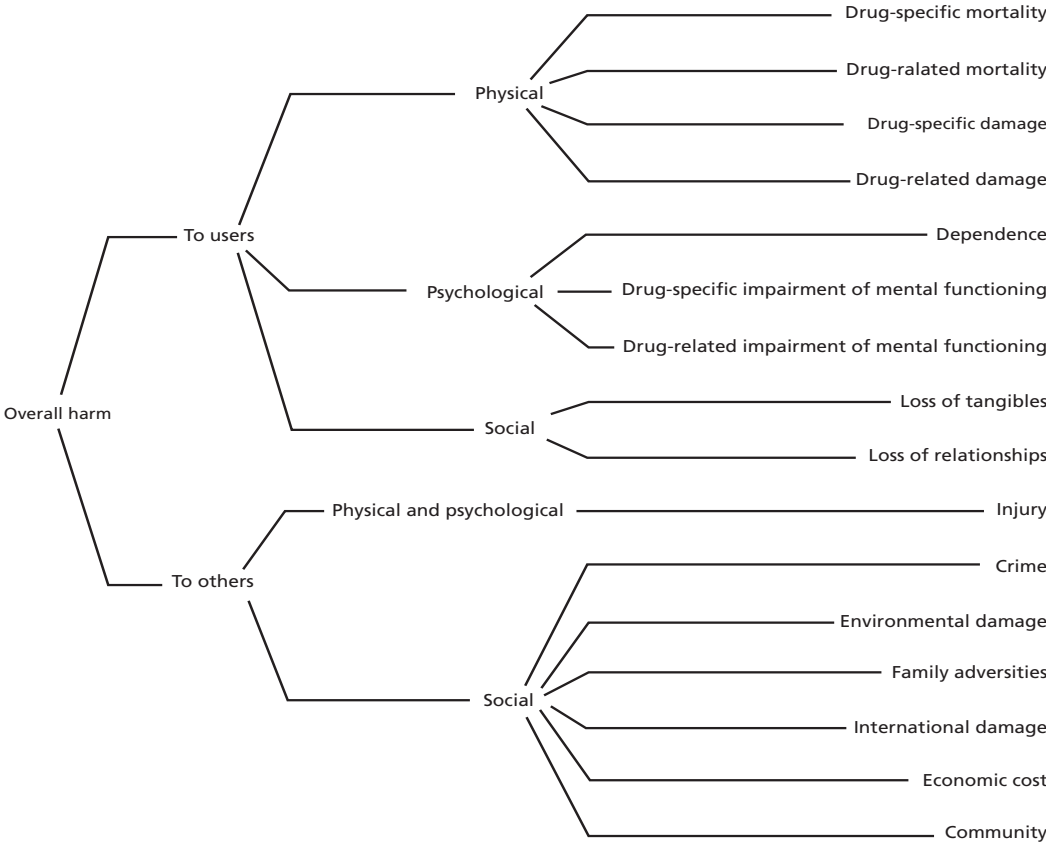 Drug-specific mortality
Drug-ralated mortality
Physical
Drug-specific damage
Drug-related damage
To users
Dependence
Psychological
Drug-specific impairment of mental functioning
Drug-related impairment of mental functioning
Loss of tangibles
Overall harm
Social
Loss of relationships
Physical and psychological
Injury
Crime
To others
Environmental damage
Family adversities
Social
International damage
Economic cost
Community